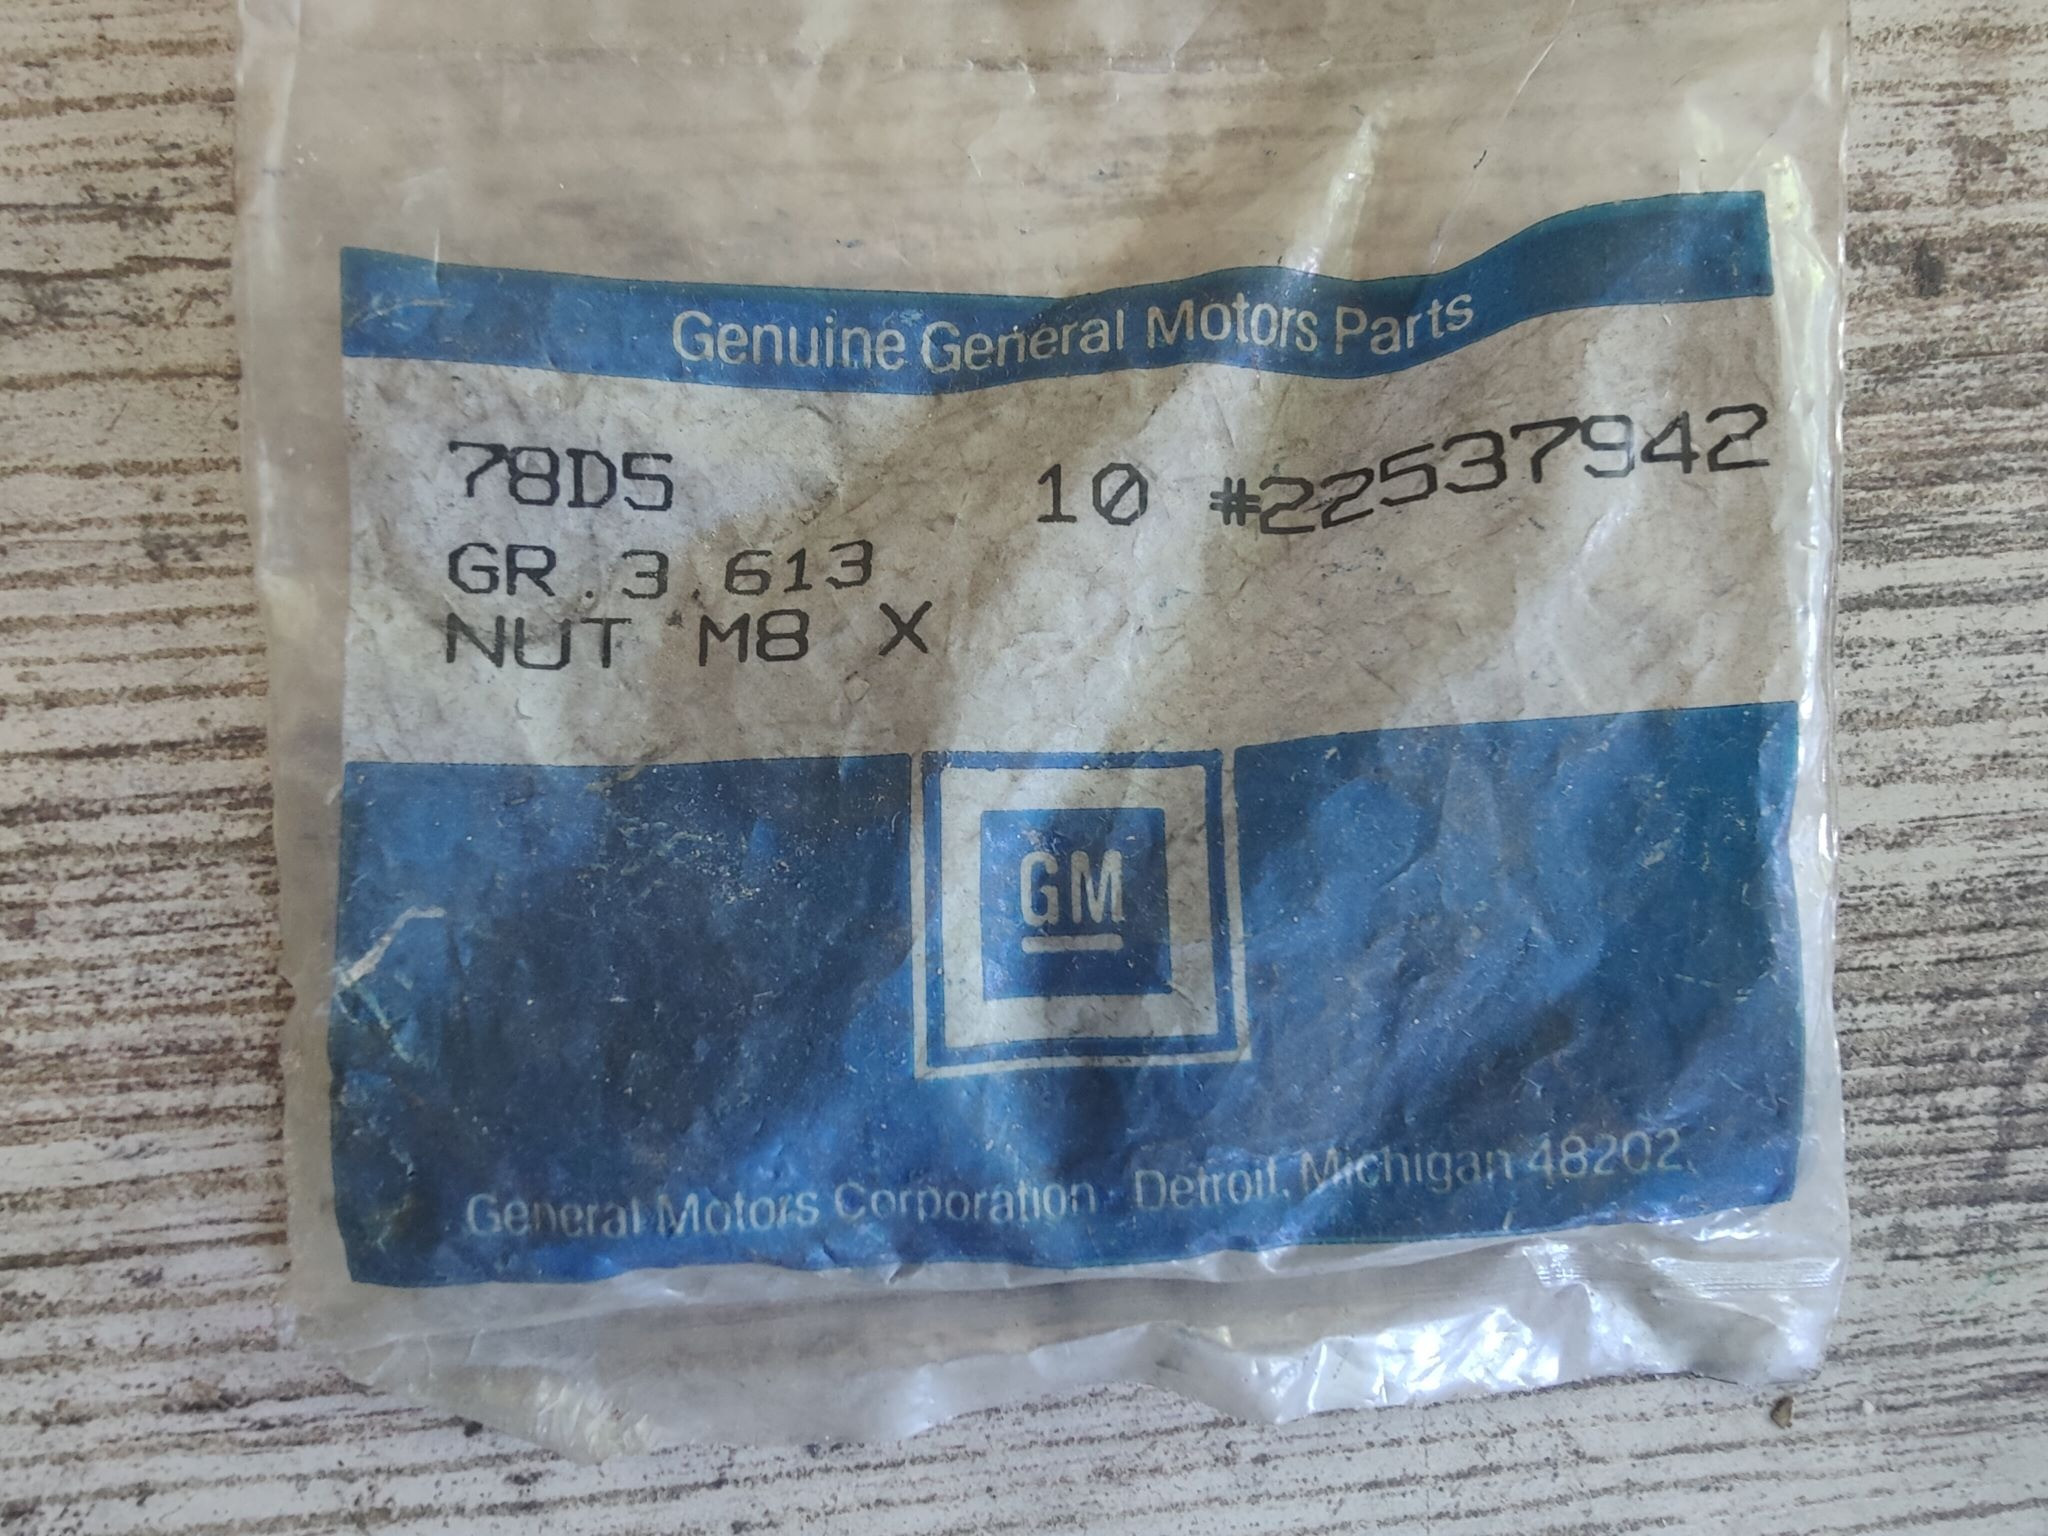 Genuine General Motors Parts
78D5 10 #22537942
GR.3 613
NUT M8 X
GM
General Motors Corporation Detroit, Michigan 48202